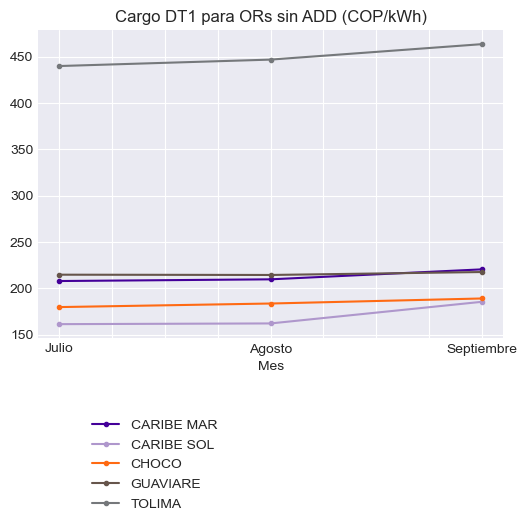 Cargo DT1 para ORs sin ADD (COP/kWh)
450
400
350
300
250
200
150
Julio Agosto Septiembre
Mes
CARIBE MAR
CARIBE SOL
CHOCO
GUAVIARE
TOLIMA